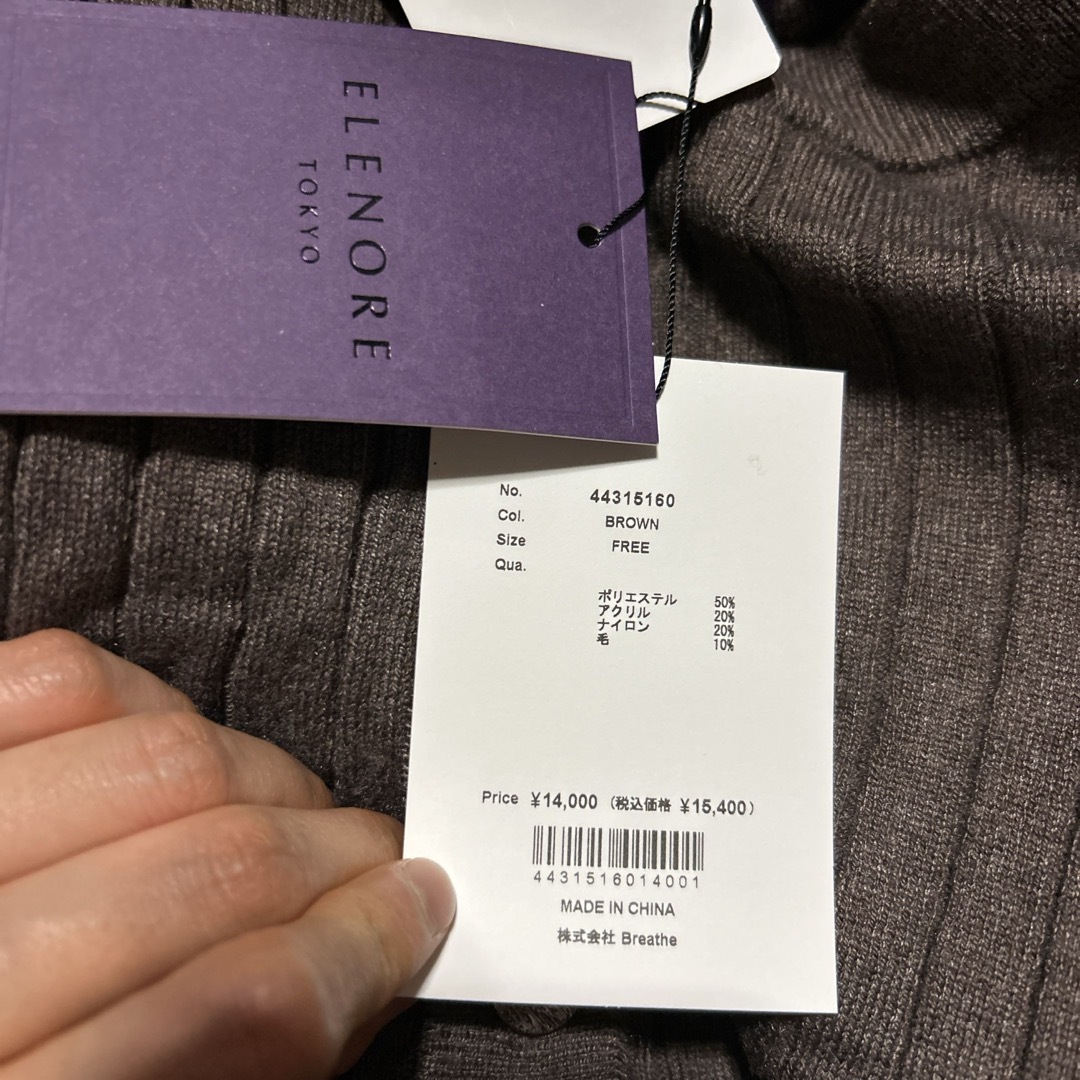 ELENORE
TOKYO
No. 44315160
Col. BROWN
Size FREE
Qua.
ポリエステル 50%
アクリル 20%
ナイロン 20%
毛 10%
Price ¥14,000 (税込価格 ¥15,400)
4431516014001
MADE IN CHINA
株式会社 Breathe